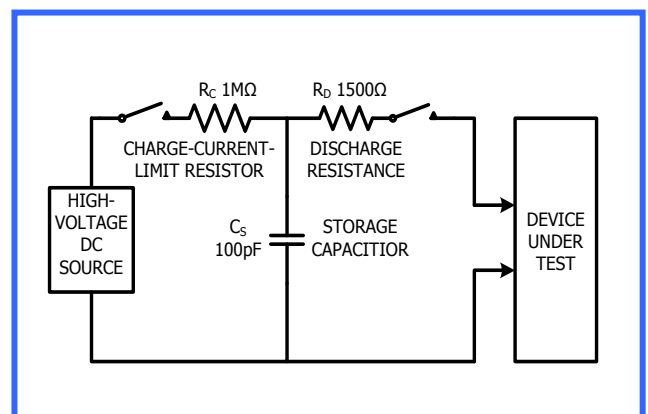 R_C 1MΩ
R_D 1500Ω
CHARGE-CURRENT-
LIMIT RESISTOR
DISCHARGE
RESISTANCE
HIGH-
VOLTAGE
DC
SOURCE
C_S
100pF
STORAGE
CAPACITIOR
DEVICE
UNDER
TEST